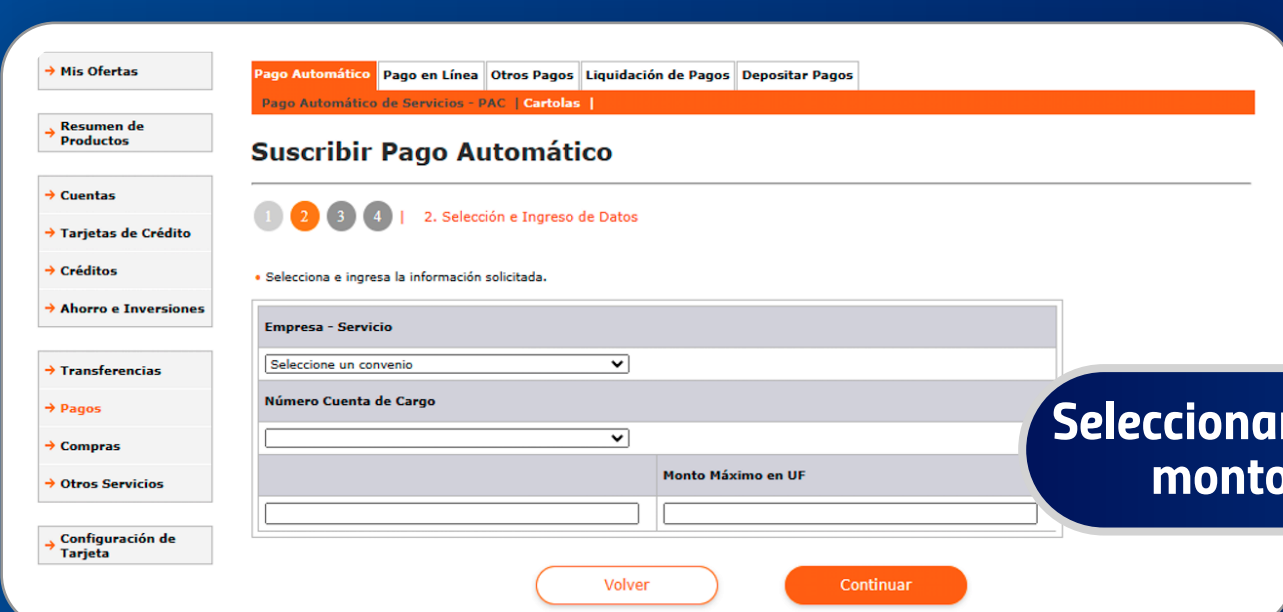 → Mis Ofertas
→ Resumen de
Productos
→ Cuentas
→ Tarjetas de Crédito
→ Créditos
→ Ahorro e Inversiones
→ Transferencias
→ Pagos
→ Compras
→ Otros Servicios
→ Configuración de
Tarjeta
Pago Automático Pago en Línea Otros Pagos Liquidación de Pagos Depositar Pagos
Pago Automático de Servicios - PAC | Cartolas |
Suscribir Pago Automático
1 2 3 4 | 2. Selección e Ingreso de Datos
• Selecciona e ingresa la información solicitada.
Empresa - Servicio
Seleccione un convenio
Número Cuenta de Cargo
Monto Máximo en UF
Volver Continuar
Seleccionar
monto